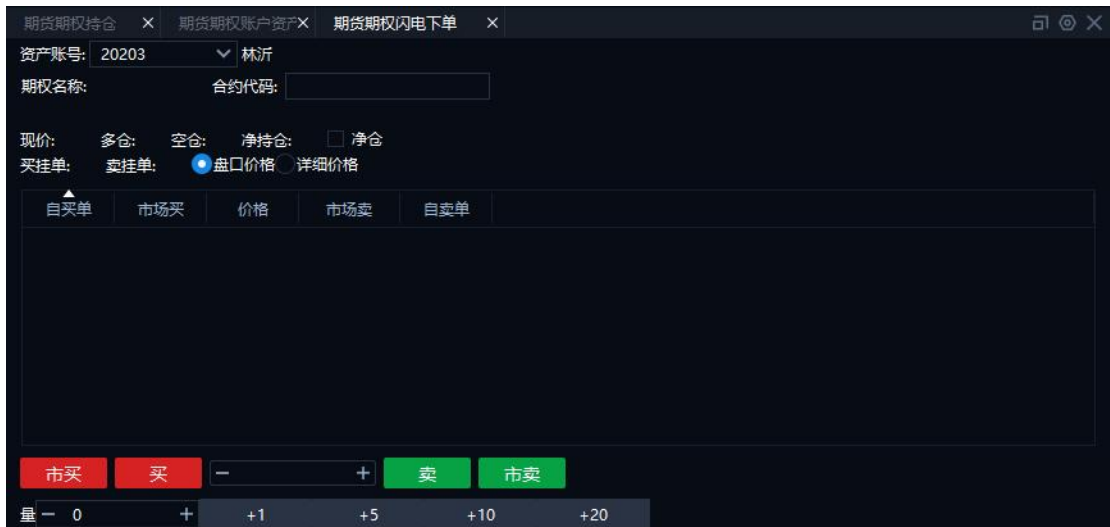 期货期权持仓 × 期货期权账户资产× 期货期权闪电下单 ×
资产账号: 20203 林沂
期权名称: 合约代码:
现价: 多仓: 空仓: 净持仓: 净仓
买挂单: 卖挂单: 盘口价格 详细价格
自买单 市场买 价格 市场卖 自卖单
市买 买 − + 卖 市卖
量 − 0 + +1 +5 +10 +20